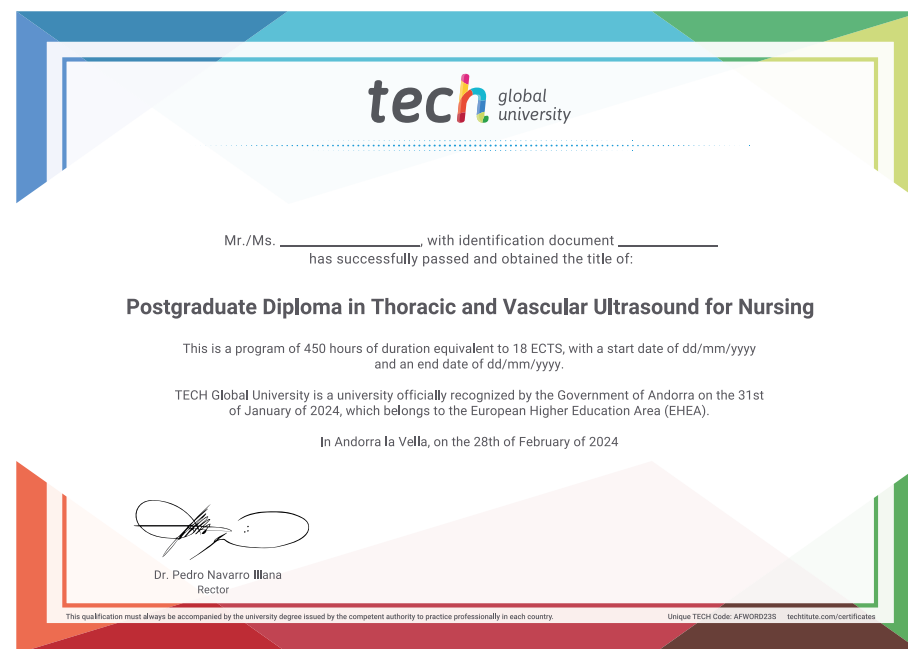 tech global university
Mr./Ms. ____________, with identification document ____________
has successfully passed and obtained the title of:
Postgraduate Diploma in Thoracic and Vascular Ultrasound for Nursing
This is a program of 450 hours of duration equivalent to 18 ECTS, with a start date of dd/mm/yyyy
and an end date of dd/mm/yyyy.
TECH Global University is a university officially recognized by the Government of Andorra on the 31st
of January of 2024, which belongs to the European Higher Education Area (EHEA).
In Andorra la Vella, on the 28th of February of 2024
Dr. Pedro Navarro Illana
Rector
This qualification must always be accompanied by the university degree issued by the competent authority to practice professionally in each country.
Unique TECH Code: AFWORD23S techtitute.com/certificates